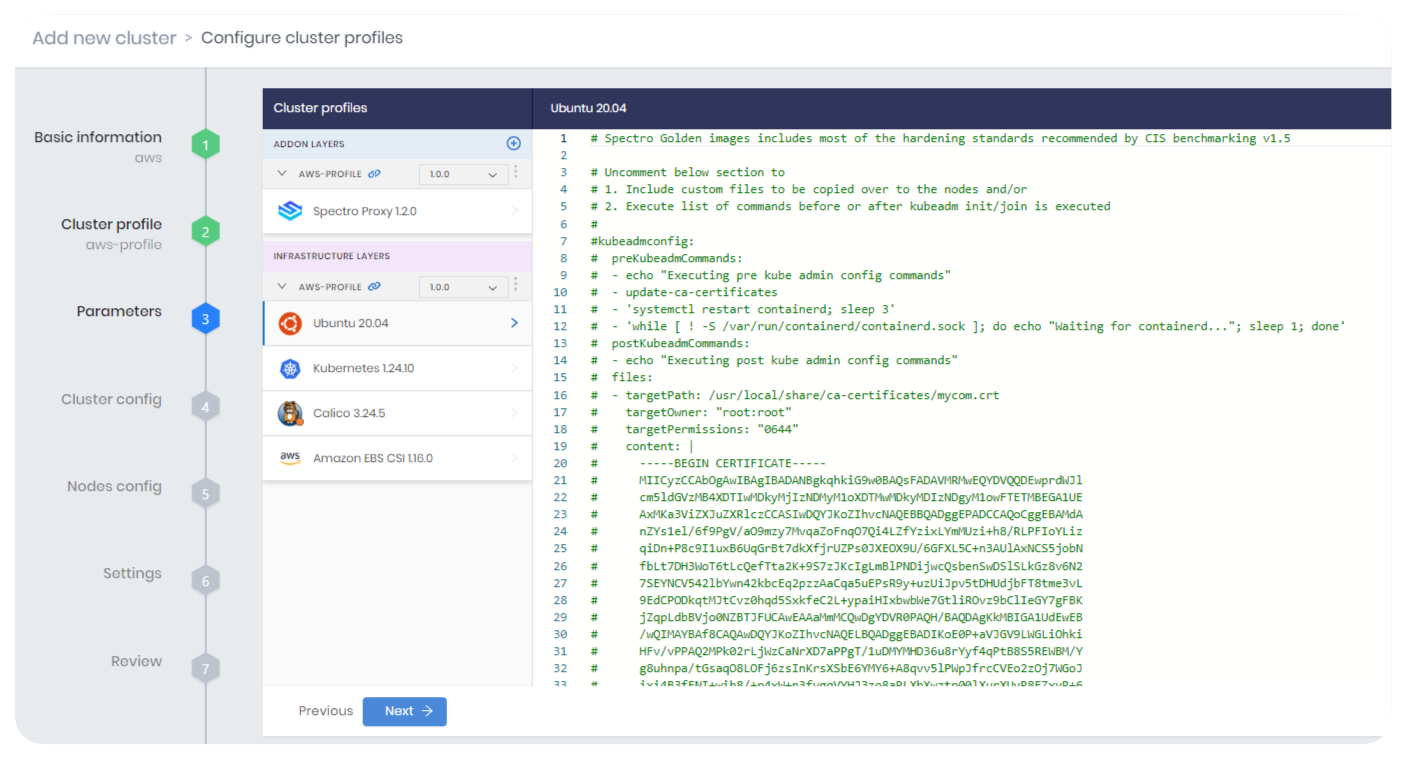 Add new cluster > Configure cluster profiles
Basic information
aws
1
Cluster profile
aws-profile
2
Parameters
3
Cluster config
4
Nodes config
5
Settings
6
Review
7
Cluster profiles
ADDON LAYERS
AWS-PROFILE 1.0.0
Spectro Proxy 1.2.0
INFRASTRUCTURE LAYERS
AWS-PROFILE 1.0.0
Ubuntu 20.04
Kubernetes 1.24.10
Calico 3.24.5
aws Amazon EBS CSI 1.16.0
Previous Next →
Ubuntu 20.04
1 # Spectro Golden images includes most of the hardening standards recommended by CIS benchmarking v1.5
2
3 # Uncomment below section to
4 # 1. Include custom files to be copied over to the nodes and/or
5 # 2. Execute list of commands before or after kubeadm init/join is executed
6 #
7 #kubeadmconfig:
8 # preKubeadmCommands:
9 # - echo "Executing pre kube admin config commands"
10 # - update-ca-certificates
11 # - 'systemctl restart containerd; sleep 3'
12 # - 'while [ ! -S /var/run/containerd/containerd.sock ]; do echo "Waiting for containerd..."; sleep 1; done'
13 # postKubeadmCommands:
14 # - echo "Executing post kube admin config commands"
15 # files:
16 # - targetPath: /usr/local/share/ca-certificates/mycom.crt
17 # targetOwner: "root:root"
18 # targetPermissions: "0644"
19 # content: |
20 # -----BEGIN CERTIFICATE-----
21 # MIICyzCCAbOgAwIBAgIBADANBgkqhkiG9w0BAQsFADAVMRMwEQYDVQQDEwprdWJl
22 # cm5ldGVzMB4XDTIwMDkyMjIzNDMyM1oXDTMwMDkyMDIzNDgyM1owFTETMBEGA1UE
23 # AxMKa3ViZXJuZXRlczCCASIwDQYJKoZIhvcNAQEBBQADggEPADCCAQoCggEBAMdA
24 # nZYs1el/6f9PgV/aO9mzy7MvqaZoFnqO7Qi4LZfYzixLYmMUzi+h8/RLPFIoYLiz
25 # qiDn+P8c9I1uxB6UqGrBt7dkXfjrUZPs0JXEOX9U/6GFXL5C+n3AUlAxNCS5jobN
26 # fbLt7DH3WoT6tLcQefTta2K+9S7zJKcIgLmBlPNDijwcQsbenSwDSlSLkGz8v6N2
27 # 7SEYNCV542lbYwn42kbcEq2pzzAaCqa5uEPsR9y+uzUiJpv5tDHUdjbFT8tme3vL
28 # 9EdCPODkqtMJtCvz0hqd5SxkfeC2L+ypaiHIxbwbWe7GtliROvz9bClIeGY7gFBK
29 # jZqpLdbBVjo0NZBTJFUCAwEAAaMmMCQwDgYDVR0PAQH/BAQDAgKkMBIGA1UdEwEB
30 # /wQIMAYBAf8CAQAwDQYJKoZIhvcNAQELBQADggEBADIKoE0P+aVJGV9LWGLiOhki
31 # HFv/vPPAQ2MPk02rLjWzCaNrXD7aPPgT/1uDMYMHD36u8rYyf4qPtB8S5REWBM/Y
32 # g8uhnpa/tGsaqO8LOFj6zsInKrsXSbE6YMY6+A8qvv5lPWpJfrcCVEo2zOj7WGoJ
33 #